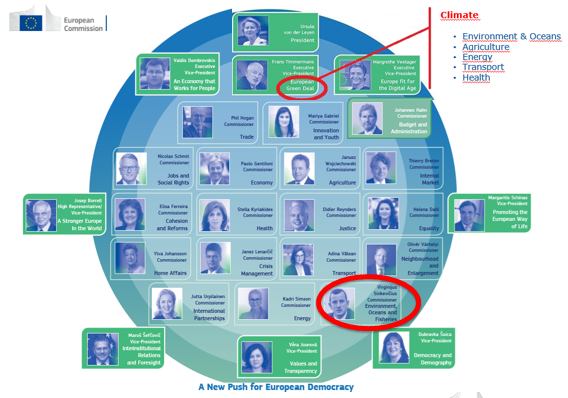 European
Commission
Climate
• Environment & Oceans
• Agriculture
• Energy
• Transport
• Health
Ursula
von der Leyen
President
Valdis Dombrovskis
Executive
Vice-President
An Economy that
Works For People
Frans Timmermans
Executive
Vice-President
European
Green Deal
Margrethe Vestager
Executive
Vice-President
Europe fit for
the Digital Age
Phil Hogan
Commissioner
Trade
Mariya Gabriel
Commissioner
Innovation
and Youth
Johannes Hahn
Commissioner
Budget and
Administration
Nicolas Schmit
Commissioner
Jobs and
Social Rights
Paolo Gentiloni
Commissioner
Economy
Janusz
Wojciechowski
Commissioner
Agriculture
Thierry Breton
Commissioner
Internal
Market
Josep Borrell
High Representative/
Vice-President
A Stronger Europe
in the World
Elisa Ferreira
Commissioner
Cohesion
and Reforms
Stella Kyriakides
Commissioner
Health
Didier Reynders
Commissioner
Justice
Helena Dalli
Commissioner
Equality
Margaritis Schinas
Vice-President
Promoting the
European Way
of Life
Ylva Johansson
Commissioner
Home Affairs
Janez Lenarčič
Commissioner
Crisis
Management
Adina Vălean
Commissioner
Transport
Olivér Várhelyi
Commissioner
Neighbourhood
and
Enlargement
Jutta Urpilainen
Commissioner
International
Partnerships
Kadri Simson
Commissioner
Energy
Virginijus
Sinkevičius
Commissioner
Environment,
Oceans and
Fisheries
Maroš Šefčovič
Vice-President
Interinstitutional
Relations
and Foresight
Věra Jourová
Vice-President
Values and
Transparency
Dubravka Šuica
Vice-President
Democracy and
Demography
A New Push for European Democracy